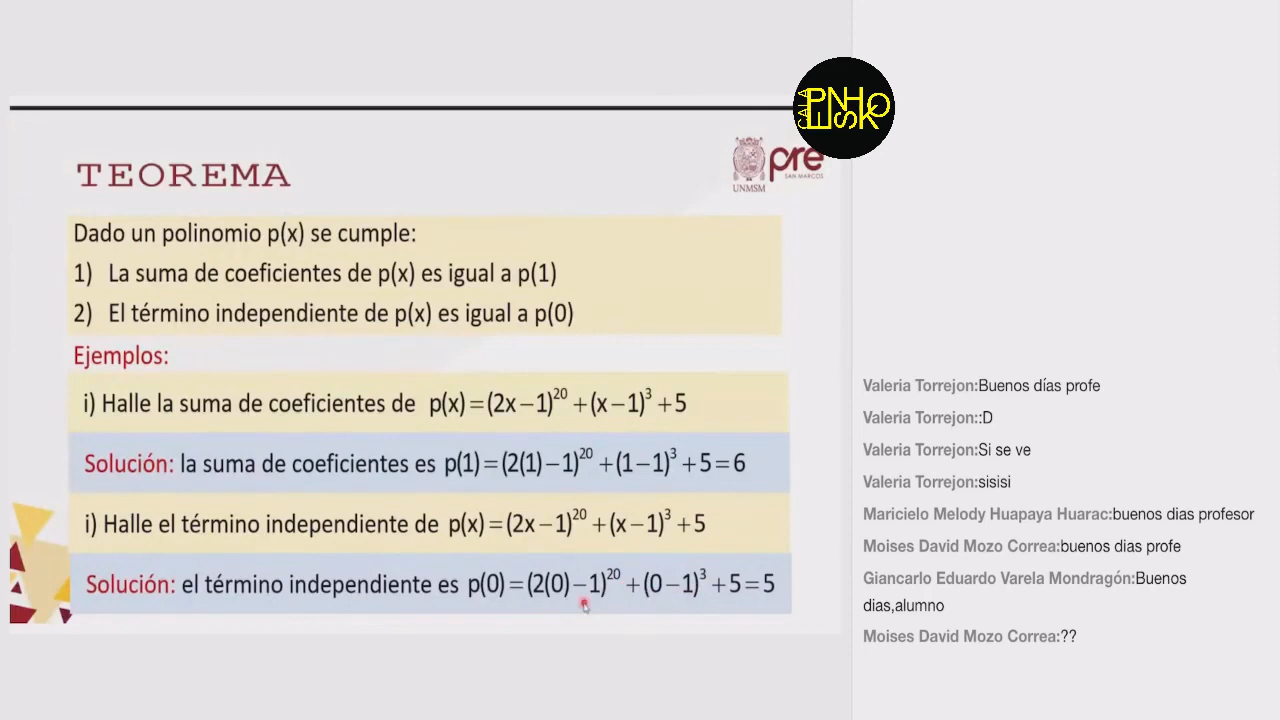 CALA
PEN
HO
ESK
TEOREMA
UNMSM
pre
SAN MARCOS
Dado un polinomio p(x) se cumple:
1) La suma de coeficientes de p(x) es igual a p(1)
2) El término independiente de p(x) es igual a p(0)
Ejemplos:
i) Halle la suma de coeficientes de p(x)=(2x−1)²⁰+(x−1)³+5
Solución: la suma de coeficientes es p(1)=(2(1)−1)²⁰+(1−1)³+5=6
i) Halle el término independiente de p(x)=(2x−1)²⁰+(x−1)³+5
Solución: el término independiente es p(0)=(2(0)−1)²⁰+(0−1)³+5=5
Valeria Torrejon:Buenos días profe
Valeria Torrejon::D
Valeria Torrejon:Si se ve
Valeria Torrejon:sisisi
Maricielo Melody Huapaya Huarac:buenos dias profesor
Moises David Mozo Correa:buenos dias profe
Giancarlo Eduardo Varela Mondragón:Buenos
dias,alumno
Moises David Mozo Correa:??